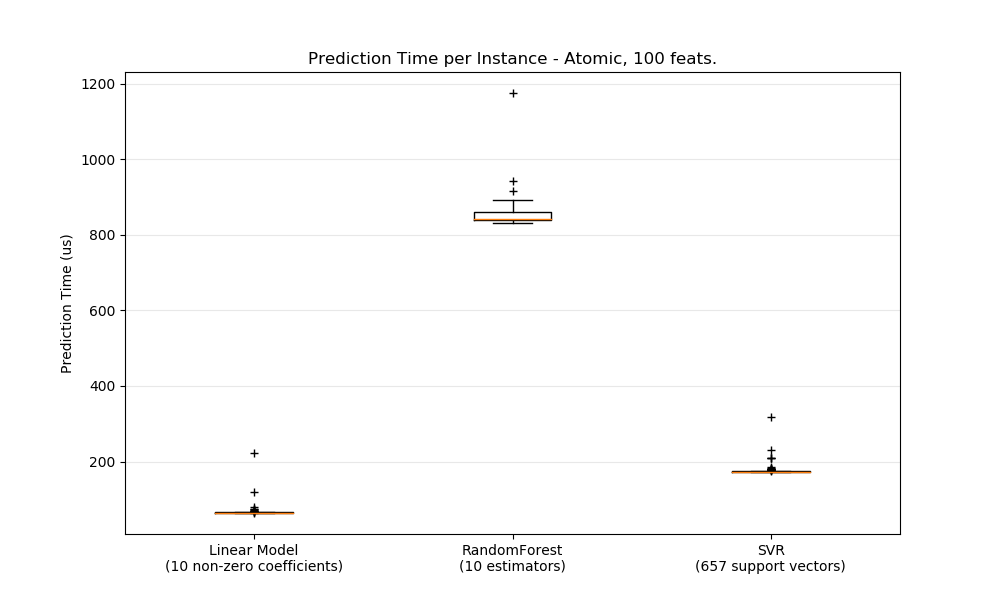 Prediction Time per Instance - Atomic, 100 feats.
1200
1000
800
600
400
200
Prediction Time (us)
Linear Model
(10 non-zero coefficients)
RandomForest
(10 estimators)
SVR
(657 support vectors)